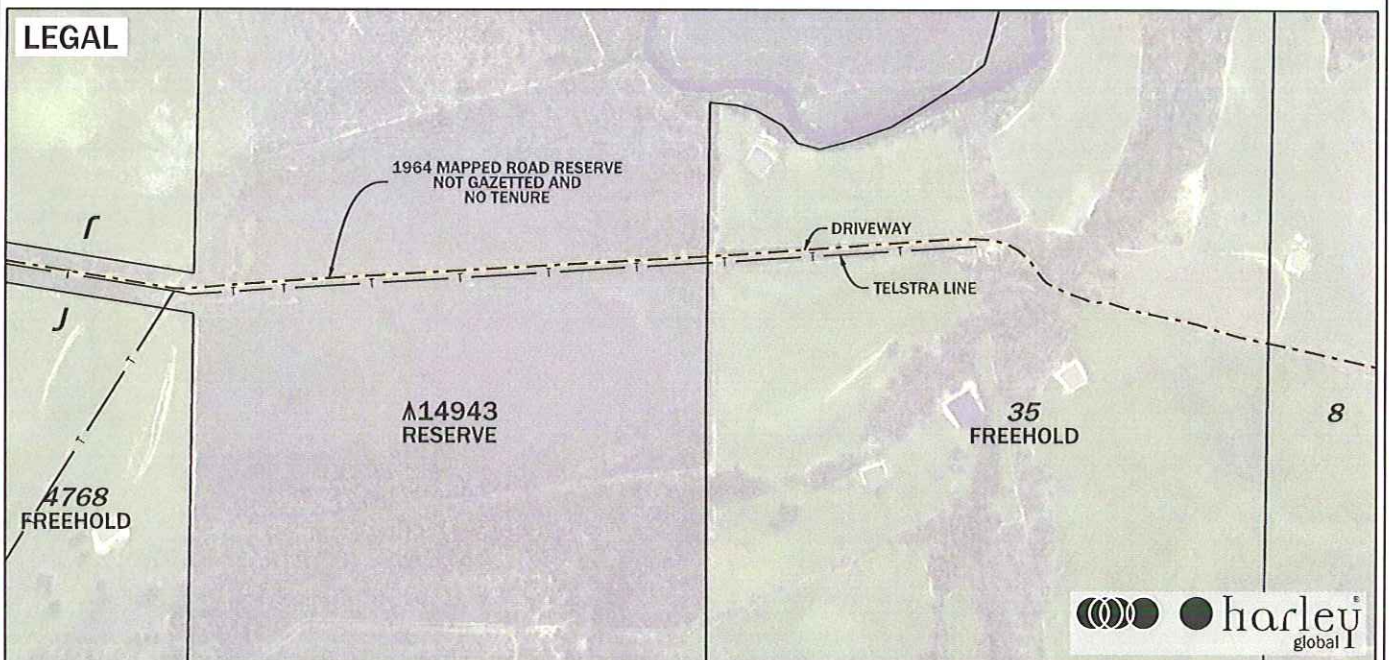 LEGAL
1964 MAPPED ROAD RESERVE
NOT GAZETTED AND
NO TENURE
DRIVEWAY
TELSTRA LINE
T
T
T
T
T
T
T
T
T
T
T
T
14943
RESERVE
35
FREEHOLD
8
4768
FREEHOLD
harley
global